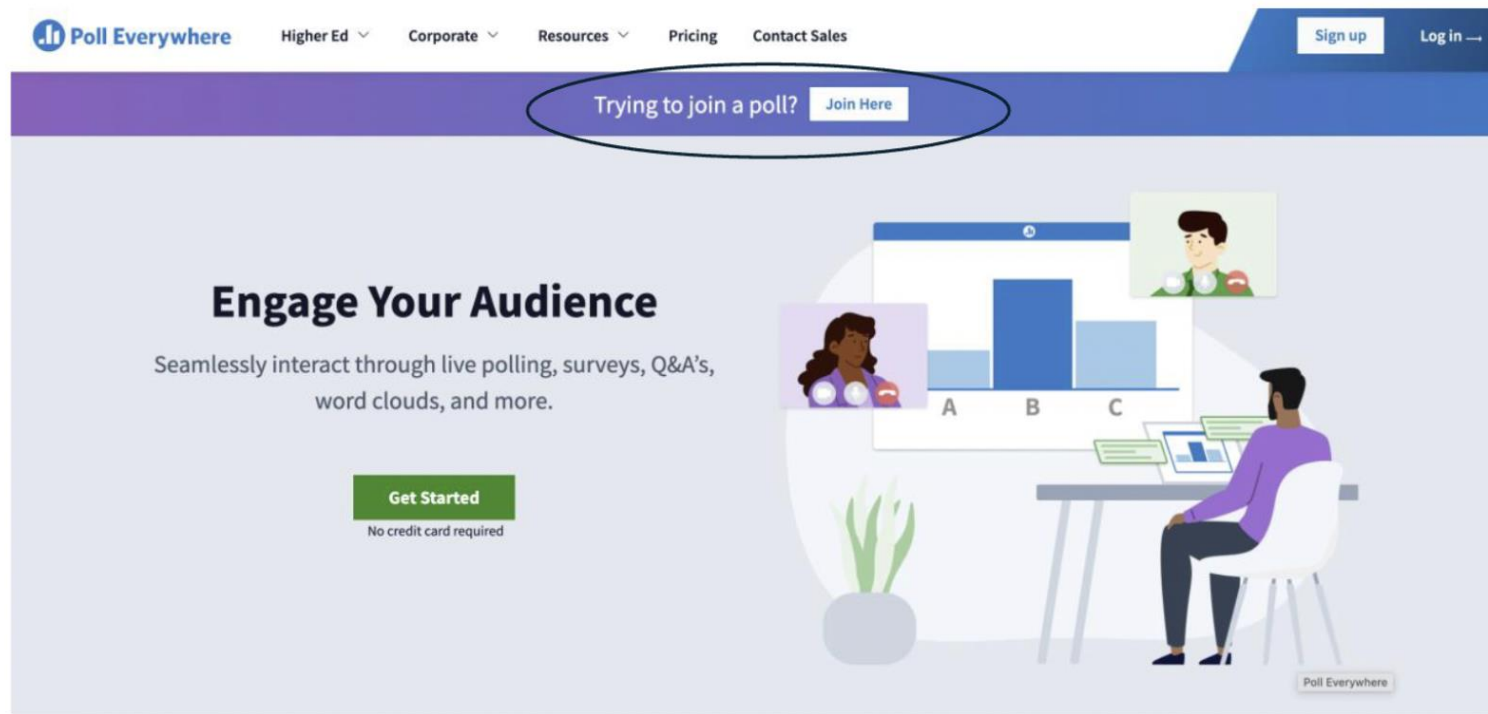 Poll Everywhere Higher Ed Corporate Resources Pricing Contact Sales Sign up Log in →
Trying to join a poll? Join Here
Engage Your Audience
Seamlessly interact through live polling, surveys, Q&A’s,
word clouds, and more.
Get Started
No credit card required
A B C
Poll Everywhere